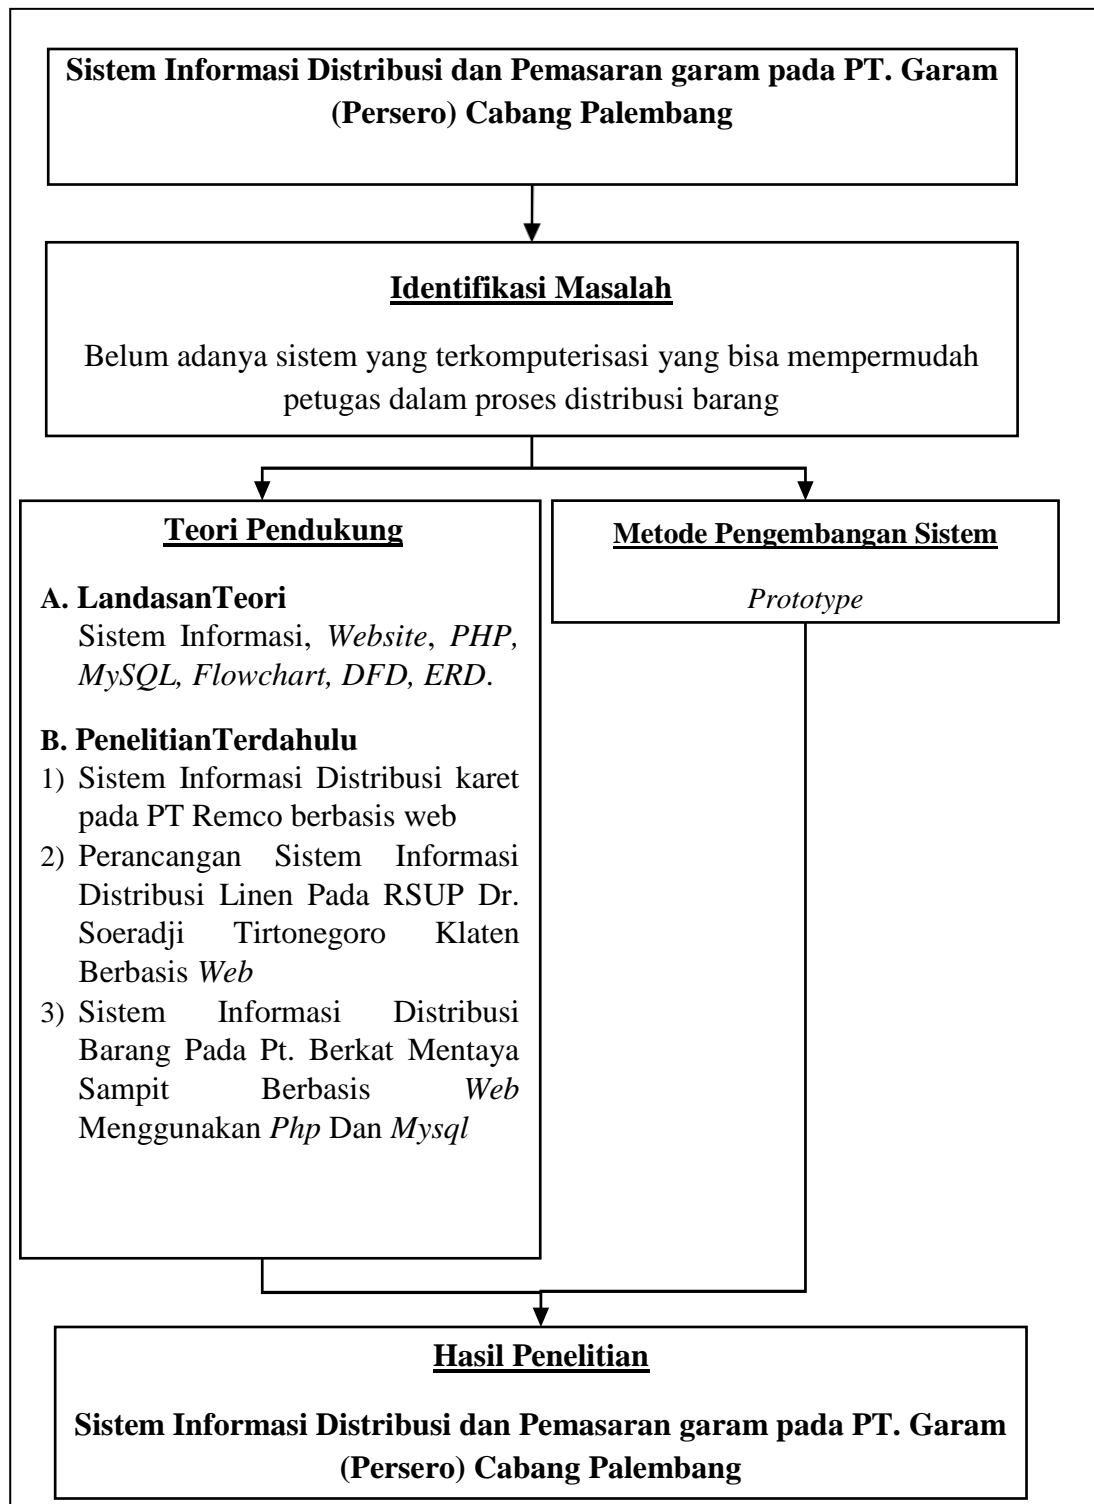 Sistem Informasi Distribusi dan Pemasaran garam pada PT. Garam
(Persero) Cabang Palembang
Identifikasi Masalah
Belum adanya sistem yang terkomputerisasi yang bisa mempermudah
petugas dalam proses distribusi barang
Teori Pendukung
A. LandasanTeori
Sistem Informasi, Website, PHP,
MySQL, Flowchart, DFD, ERD.
B. PenelitianTerdahulu
1) Sistem Informasi Distribusi karet
pada PT Remco berbasis web
2) Perancangan Sistem Informasi
Distribusi Linen Pada RSUP Dr.
Soeradji Tirtonegoro Klaten
Berbasis Web
3) Sistem Informasi Distribusi
Barang Pada Pt. Berkat Mentaya
Sampit Berbasis Web
Menggunakan Php Dan Mysql
Metode Pengembangan Sistem
Prototype
Hasil Penelitian
Sistem Informasi Distribusi dan Pemasaran garam pada PT. Garam
(Persero) Cabang Palembang